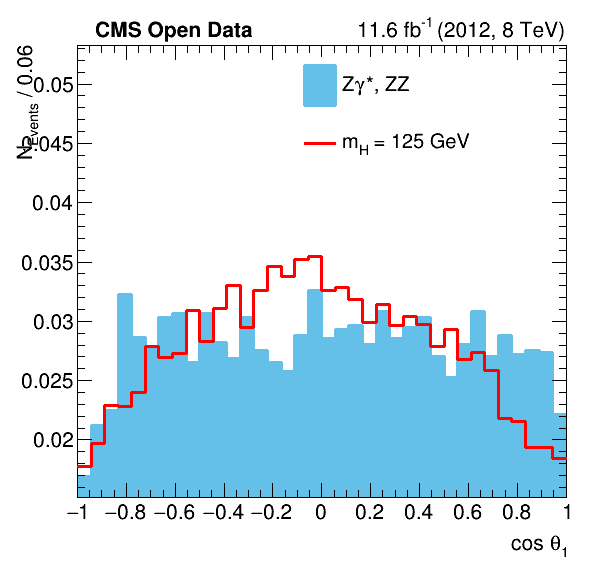 CMS Open Data 11.6 fb⁻¹ (2012, 8 TeV)
N_Events / 0.06
Zγ*, ZZ
m_H = 125 GeV
0.05
0.045
0.04
0.035
0.03
0.025
0.02
−1 −0.8 −0.6 −0.4 −0.2 0 0.2 0.4 0.6 0.8 1
cos θ₁